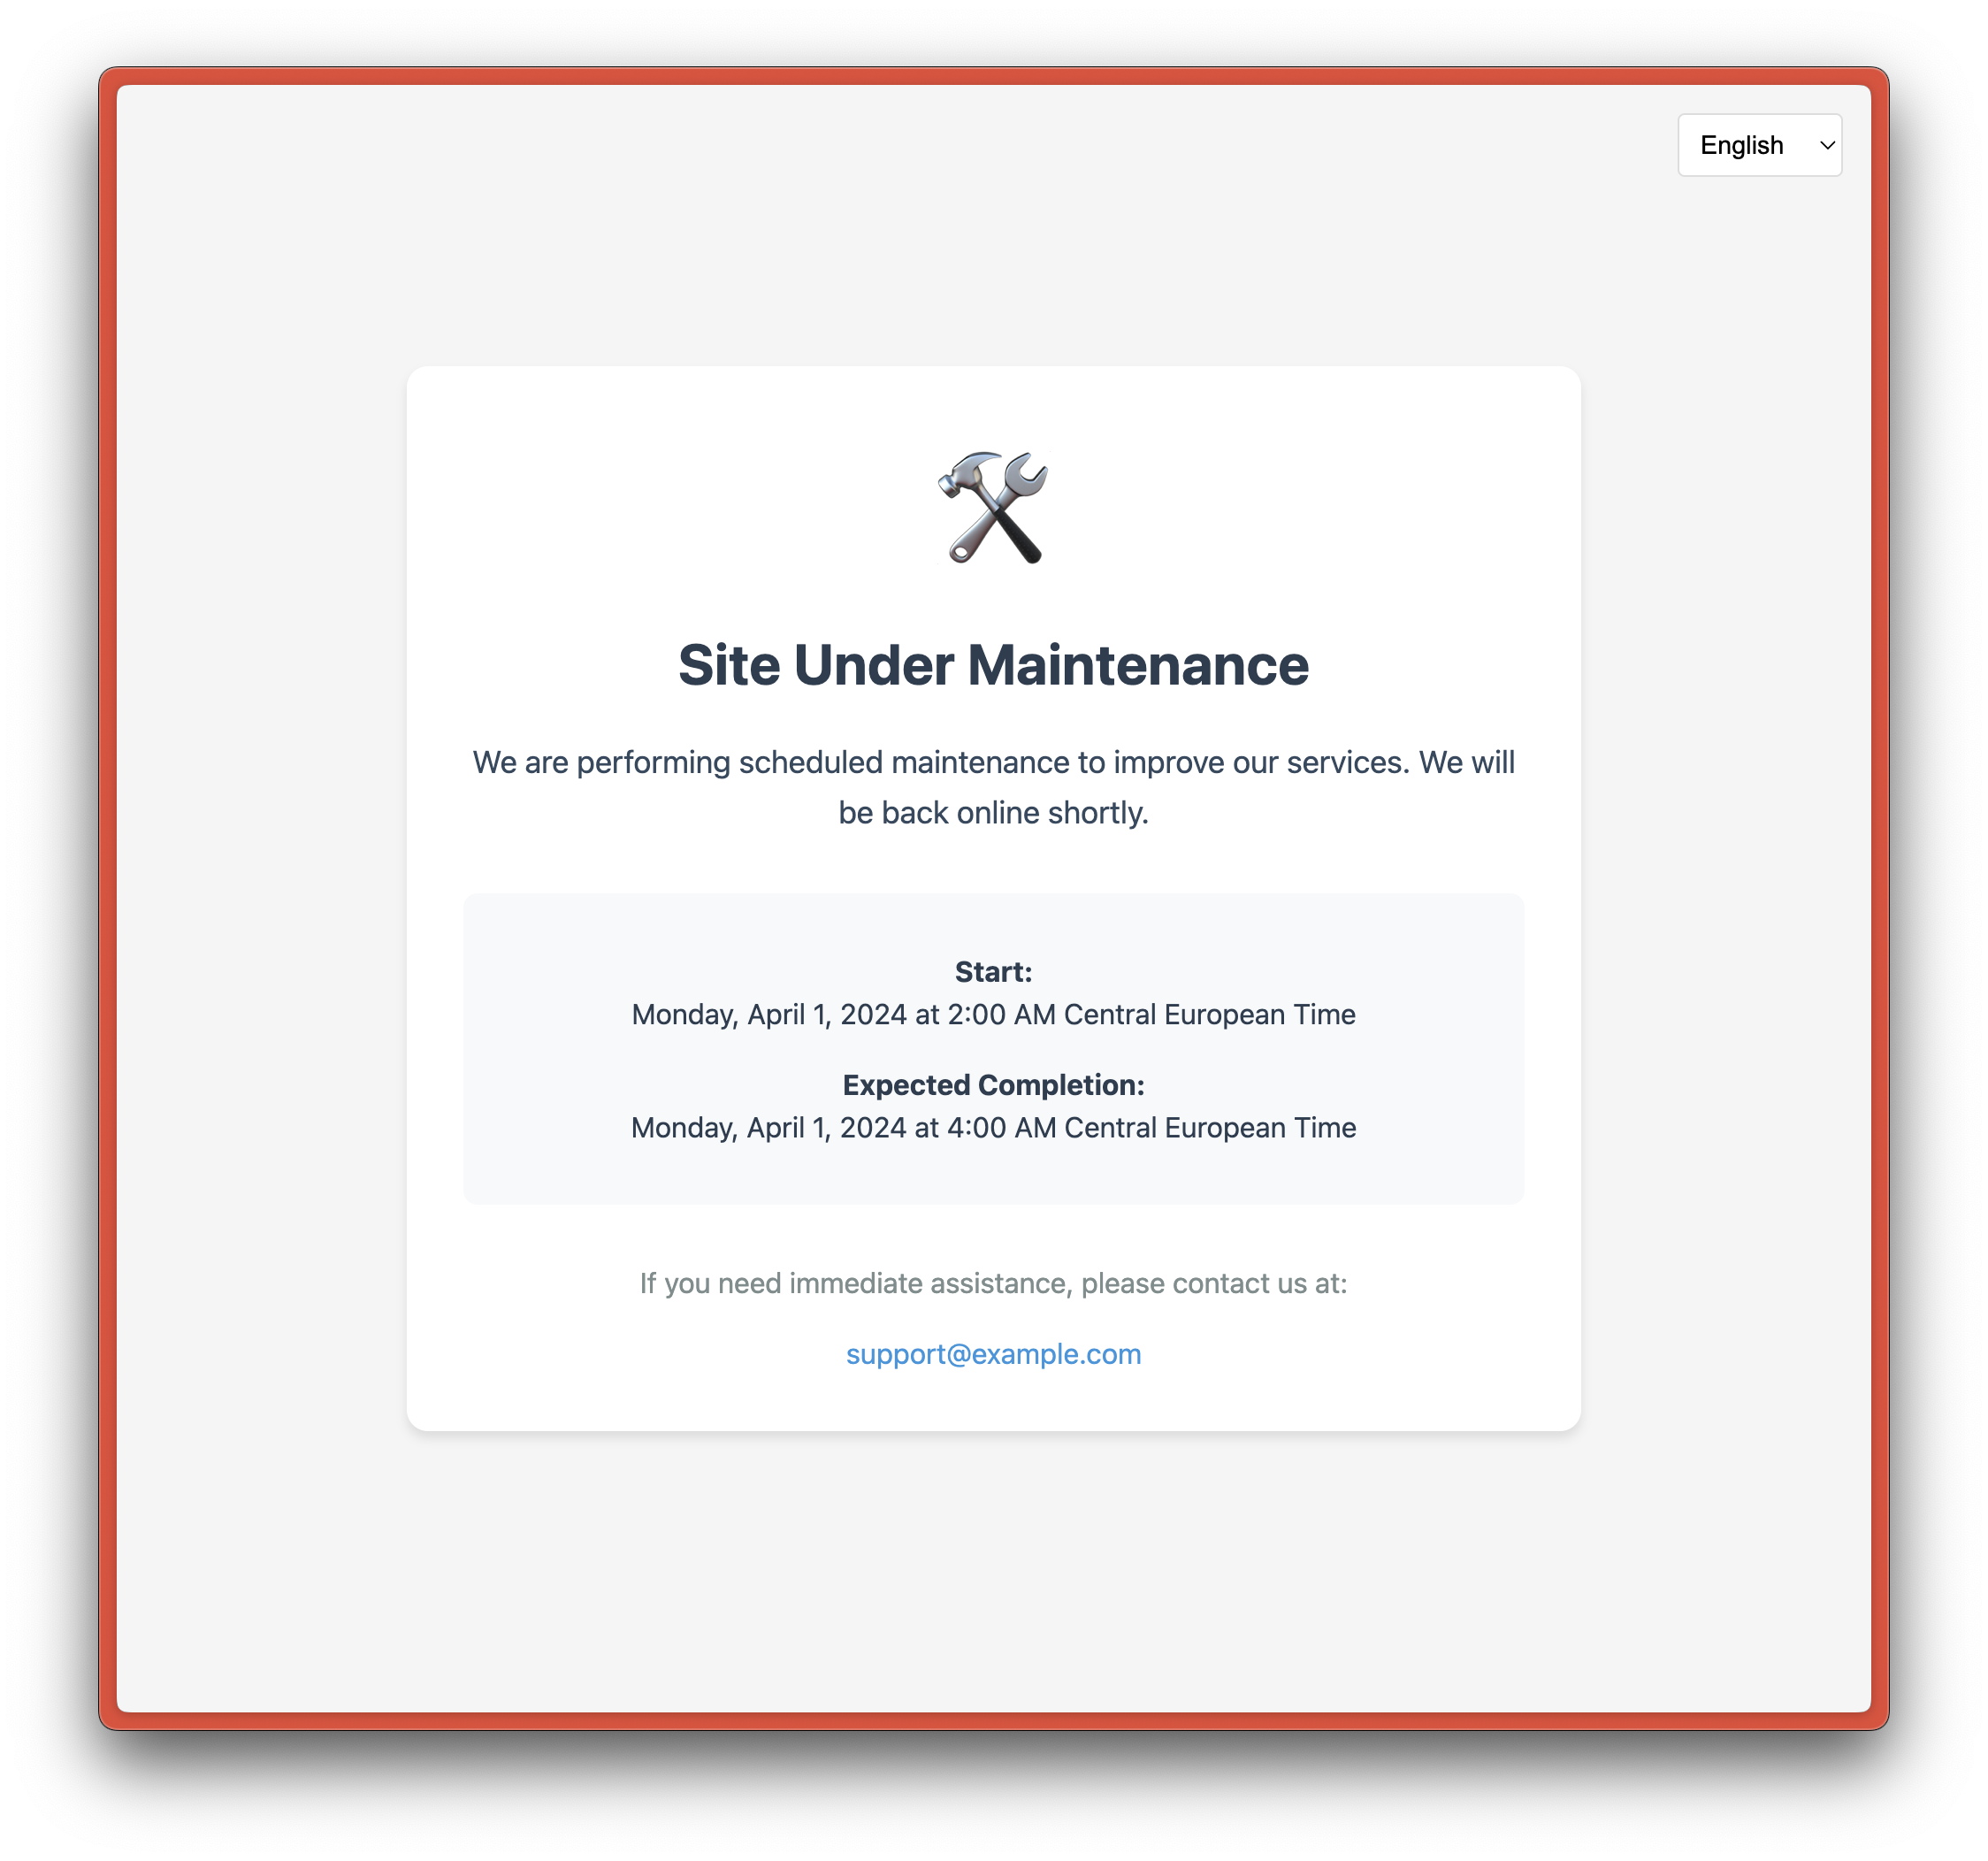 English
Site Under Maintenance
We are performing scheduled maintenance to improve our services. We will
be back online shortly.
Start:
Monday, April 1, 2024 at 2:00 AM Central European Time
Expected Completion:
Monday, April 1, 2024 at 4:00 AM Central European Time
If you need immediate assistance, please contact us at:
support@example.com